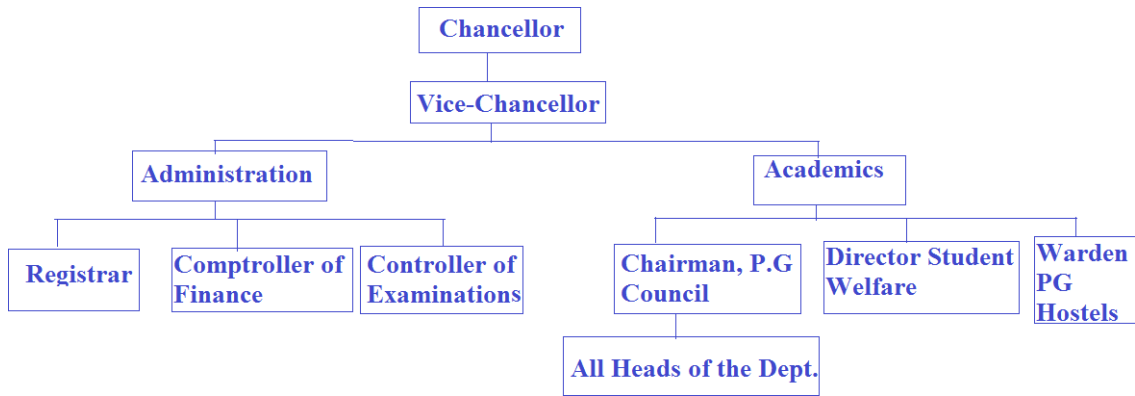 Chancellor
Vice-Chancellor
Administration
Academics
Registrar
Comptroller of
Finance
Controller of
Examinations
Chairman, P.G
Council
Director Student
Welfare
Warden
PG
Hostels
All Heads of the Dept.